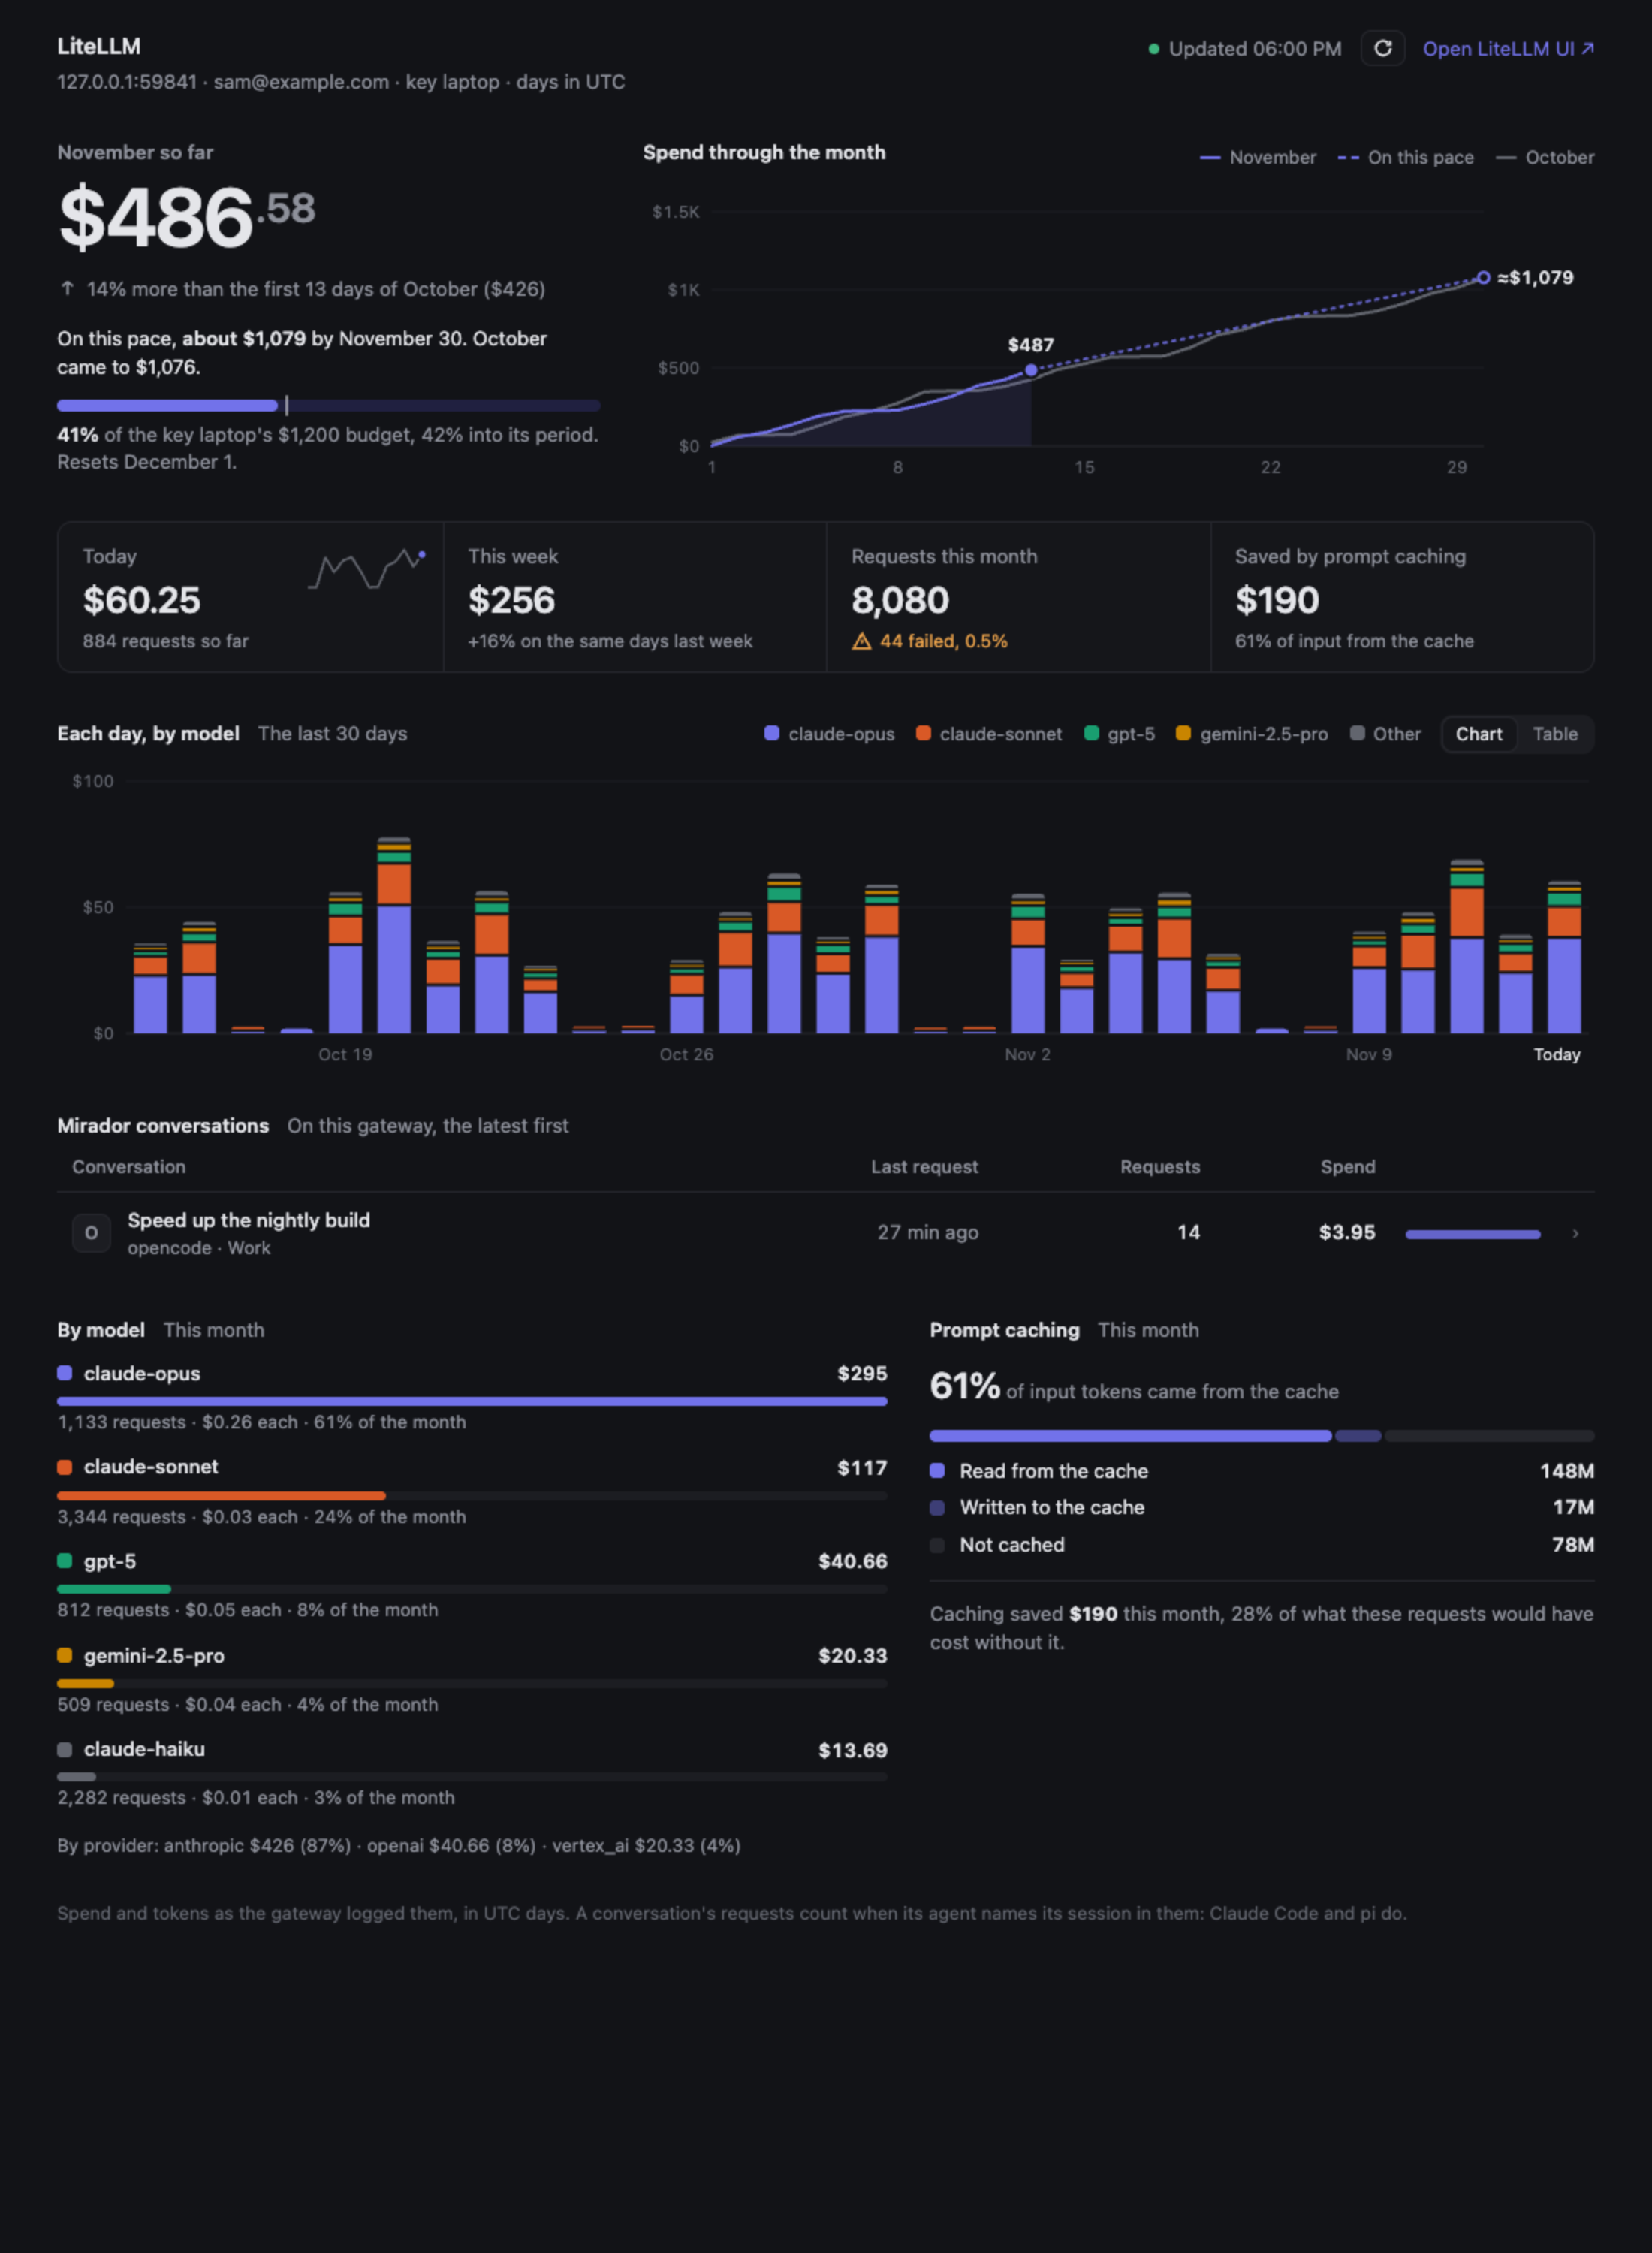 LiteLLM
Updated 06:00 PM
Open LiteLLM UI ↗
127.0.0.1:59841 · sam@example.com · key laptop · days in UTC
November so far
$486.58
↑ 14% more than the first 13 days of October ($426)
On this pace, about $1,079 by November 30. October
came to $1,076.
41% of the key laptop's $1,200 budget, 42% into its period.
Resets December 1.
Spend through the month
November
On this pace
October
$1.5K
$1K
$500
$0
$487
≈$1,079
1 8 15 22 29
Today
$60.25
884 requests so far
This week
$256
+16% on the same days last week
Requests this month
8,080
44 failed, 0.5%
Saved by prompt caching
$190
61% of input from the cache
Each day, by model The last 30 days
claude-opus
claude-sonnet
gpt-5
gemini-2.5-pro
Other
Chart
Table
$100
$50
$0
Oct 19 Oct 26 Nov 2 Nov 9 Today
Mirador conversations On this gateway, the latest first
Conversation Last request Requests Spend
O
Speed up the nightly build
opencode · Work
27 min ago 14 $3.95 ›
By model This month
claude-opus $295
1,133 requests · $0.26 each · 61% of the month
claude-sonnet $117
3,344 requests · $0.03 each · 24% of the month
gpt-5 $40.66
812 requests · $0.05 each · 8% of the month
gemini-2.5-pro $20.33
509 requests · $0.04 each · 4% of the month
claude-haiku $13.69
2,282 requests · $0.01 each · 3% of the month
By provider: anthropic $426 (87%) · openai $40.66 (8%) · vertex_ai $20.33 (4%)
Prompt caching This month
61% of input tokens came from the cache
Read from the cache 148M
Written to the cache 17M
Not cached 78M
Caching saved $190 this month, 28% of what these requests would have
cost without it.
Spend and tokens as the gateway logged them, in UTC days. A conversation's requests count when its agent names its session in them: Claude Code and pi do.